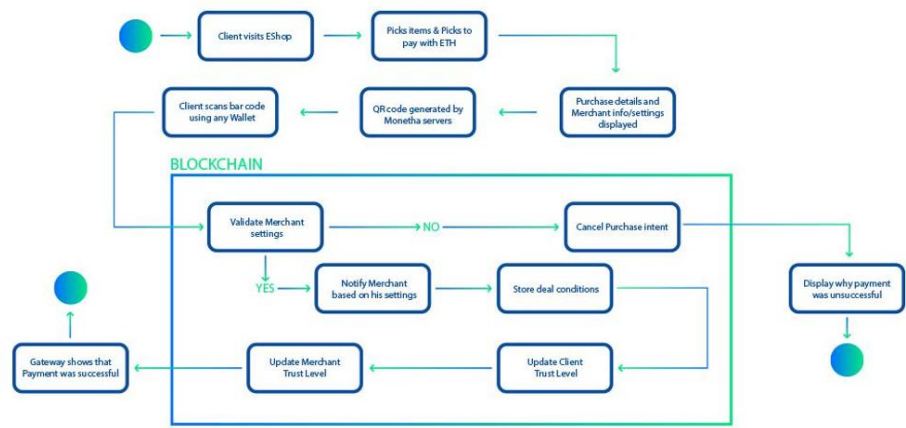 Client visits EShop
Picks items & Picks to
pay with ETH
Purchase details and
Merchant info/settings
displayed
QR code generated by
Monetha servers
Client scans bar code
using any Wallet
BLOCKCHAIN
Validate Merchant
settings
NO
Cancel Purchase intent
YES
Notify Merchant
based on his settings
Store deal conditions
Display why payment
was unsuccessful
Update Client
Trust Level
Update Merchant
Trust Level
Gateway shows that
Payment was successful